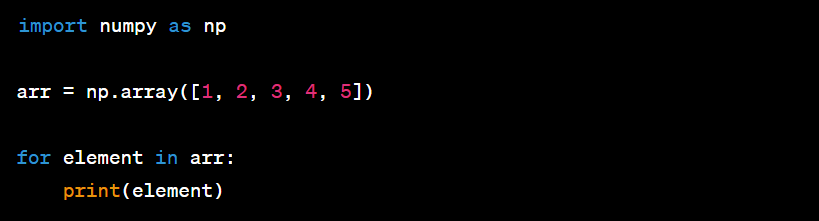 import numpy as np
arr = np.array([1, 2, 3, 4, 5])
for element in arr:
    print(element)